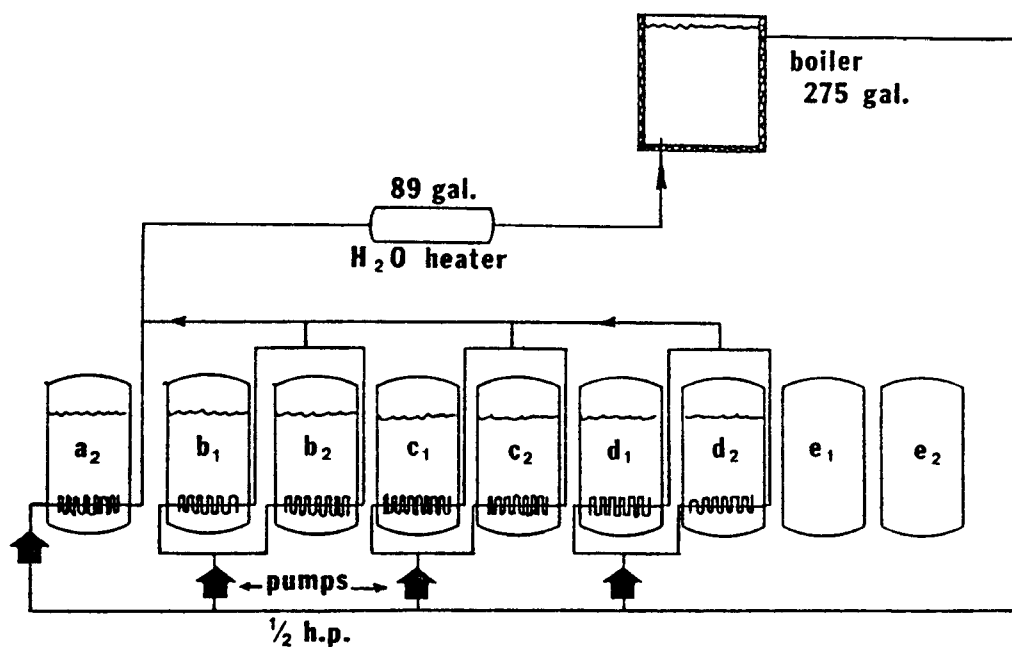 boiler
275 gal.
89 gal.
H₂O heater
a₂ b₁ b₂ c₁ c₂ d₁ d₂ e₁ e₂
pumps
½ h.p.